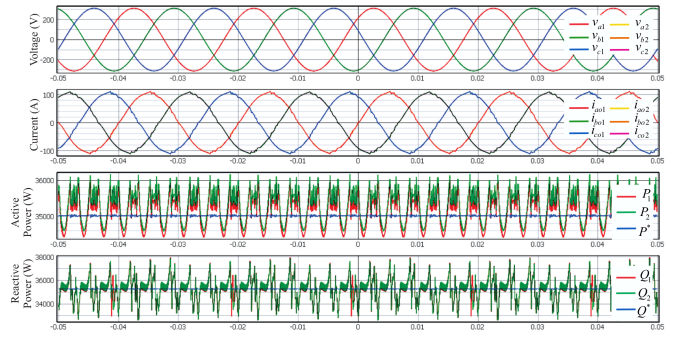 Voltage (V)
200
0
-200
v_a1 v_a2
v_b1 v_b2
v_c1 v_c2
-0.05 -0.04 -0.03 -0.02 -0.01 0 0.01 0.02 0.03 0.04 0.05
Current (A)
100
0
-100
i_ao1 i_ao2
i_bo1 i_bo2
i_co1 i_co2
-0.05 -0.04 -0.03 -0.02 -0.01 0 0.01 0.02 0.03 0.04 0.05
Active
Power (W)
36000
35000
P_1
P_2
P*
-0.05 -0.04 -0.03 -0.02 -0.01 0 0.01 0.02 0.03 0.04 0.05
Reactive
Power (W)
38000
36000
34000
Q_1
Q_2
Q*
-0.05 -0.04 -0.03 -0.02 -0.01 0 0.01 0.02 0.03 0.04 0.05